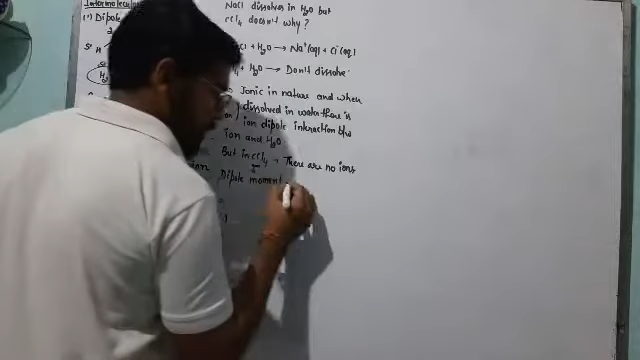 Intermolecular
(1) Dipole
NaCl dissolves in H₂O but
CCl₄ doesn't why?
Cl + H₂O → Na⁺(aq) + Cl⁻(aq)
+ H₂O → Don't dissolve.
Ionic in nature and when
dissolved in water there is
ion dipole interaction b/w
ion and H₂O
But in CCl₄ → There are no ions
ion Dipole moment